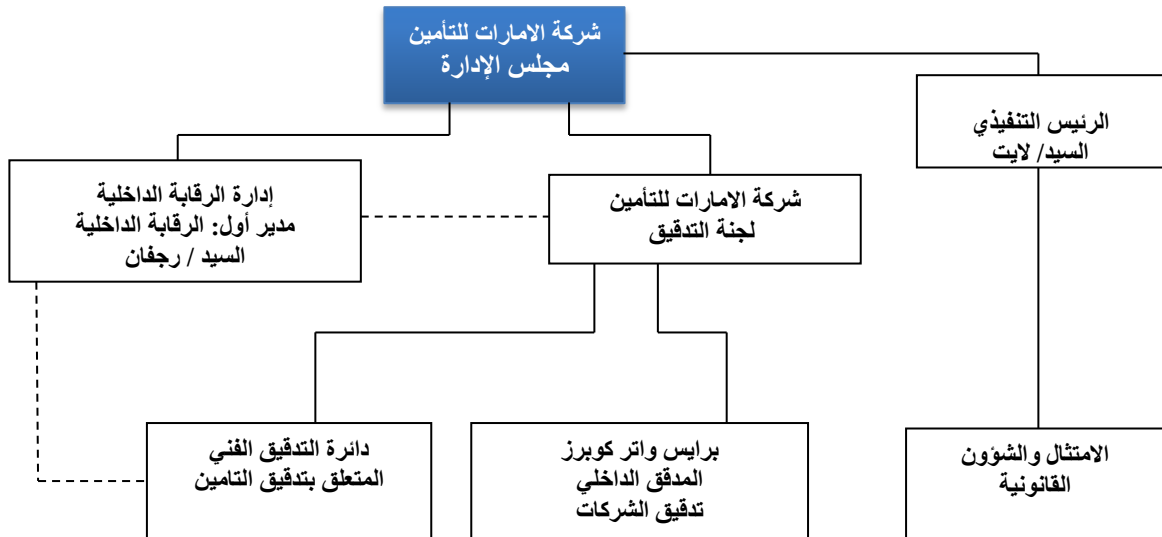 شركة الامارات للتأمين
مجلس الإدارة
الرئيس التنفيذي
السيد/ لايت
إدارة الرقابة الداخلية
مدير أول: الرقابة الداخلية
السيد / رجفان
شركة الامارات للتأمين
لجنة التدقيق
الامتثال والشؤون
القانونية
برايس واتر كوبرز
المدقق الداخلي
تدقيق الشركات
دائرة التدقيق الفني
المتعلق بتدقيق التامين